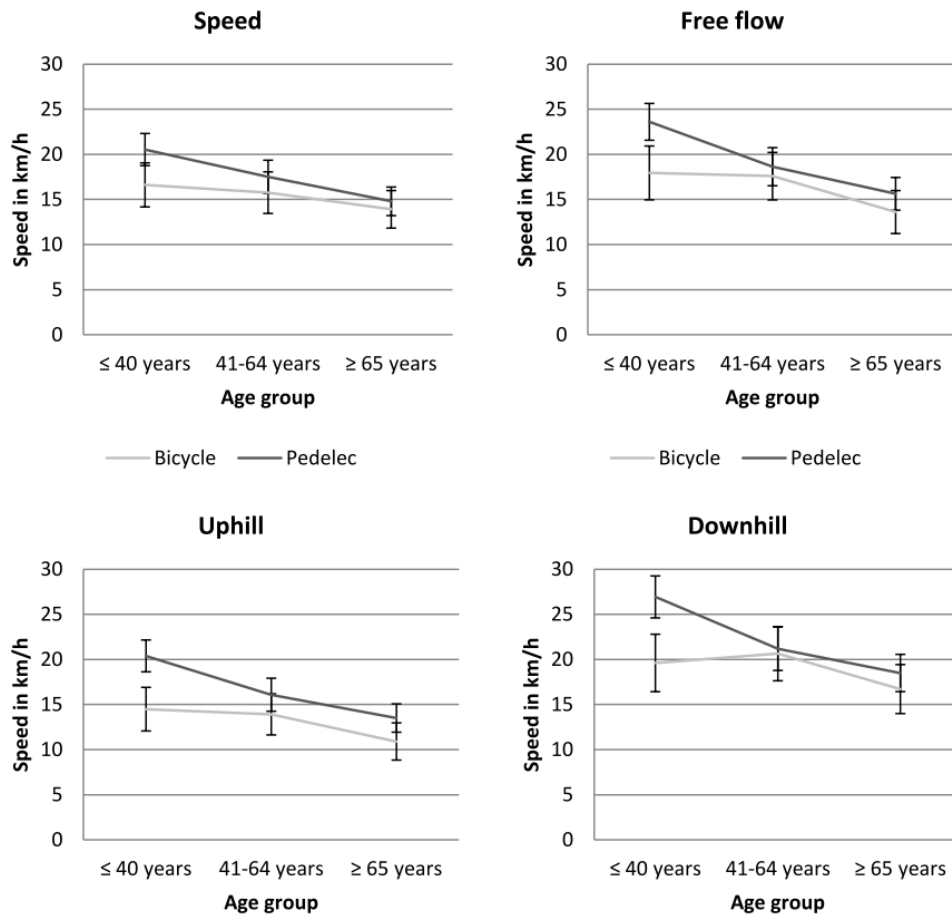 Speed
Speed in km/h
30
25
20
15
10
5
0
≤ 40 years 41-64 years ≥ 65 years
Age group
Bicycle Pedelec
Free flow
Speed in km/h
30
25
20
15
10
5
0
≤ 40 years 41-64 years ≥ 65 years
Age group
Bicycle Pedelec
Uphill
Speed in km/h
30
25
20
15
10
5
0
≤ 40 years 41-64 years ≥ 65 years
Age group
Downhill
Speed in km/h
30
25
20
15
10
5
0
≤ 40 years 41-64 years ≥ 65 years
Age group